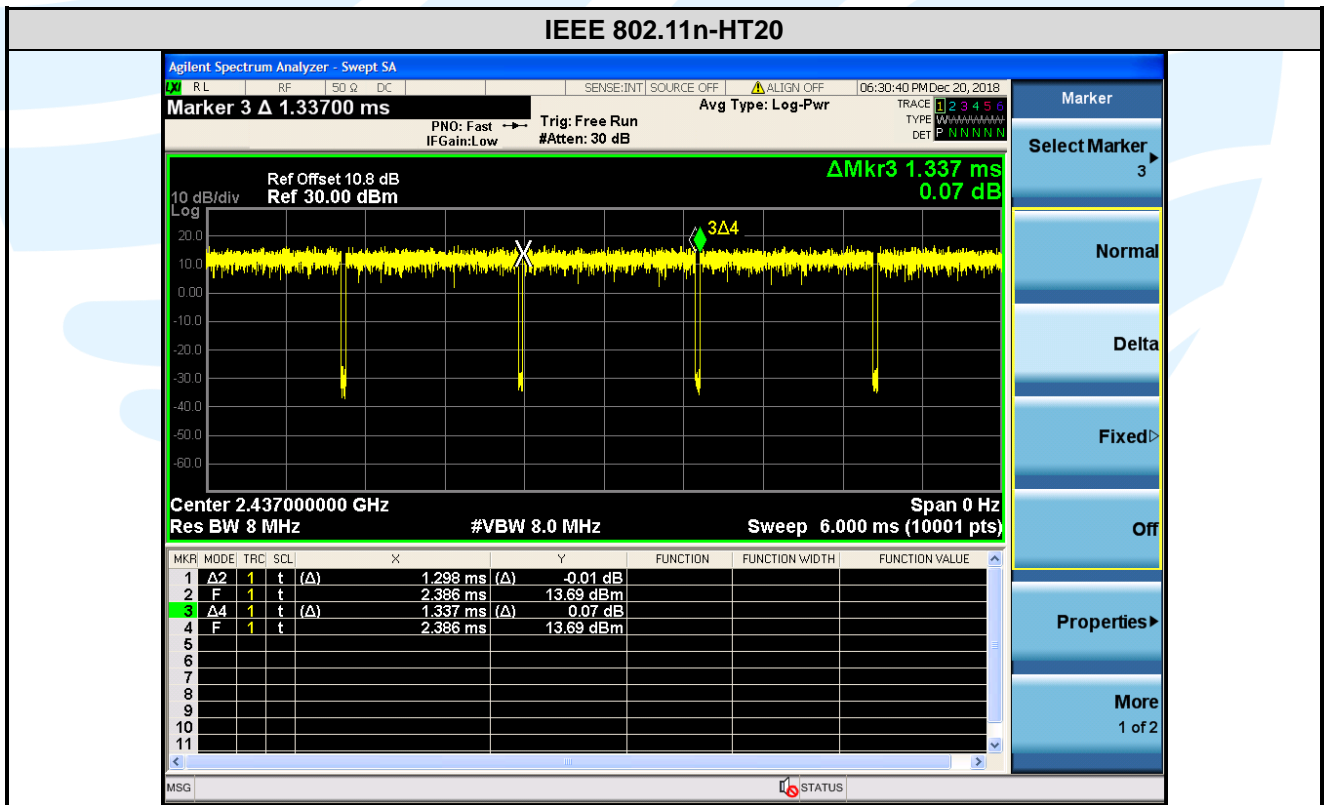 IEEE 802.11n-HT20
Agilent Spectrum Analyzer - Swept SA
LXI RL RF 50 Ω DC SENSE:INT SOURCE OFF ALIGN OFF 06:30:40 PM Dec 20, 2018
Marker 3 Δ 1.33700 ms
PNO: Fast
IFGain:Low
Trig: Free Run
#Atten: 30 dB
Avg Type: Log-Pwr
TRACE 1 2 3 4 5 6
TYPE W
DET P N N N N N
ΔMkr3 1.337 ms
0.07 dB
Ref Offset 10.8 dB
10 dB/div Ref 30.00 dBm
Log
3Δ4
20.0
10.0
0.00
-10.0
-20.0
-30.0
-40.0
-50.0
-60.0
Center 2.437000000 GHz Span 0 Hz
Res BW 8 MHz #VBW 8.0 MHz Sweep 6.000 ms (10001 pts)
MKR MODE TRC SCL X Y FUNCTION FUNCTION WIDTH FUNCTION VALUE
1 Δ2 1 t (Δ) 1.298 ms (Δ) -0.01 dB
2 F 1 t 2.386 ms 13.69 dBm
3 Δ4 1 t (Δ) 1.337 ms (Δ) 0.07 dB
4 F 1 t 2.386 ms 13.69 dBm
5
6
7
8
9
10
11
MSG STATUS
Marker
Select Marker
3
Normal
Delta
Fixed
Off
Properties
More
1 of 2